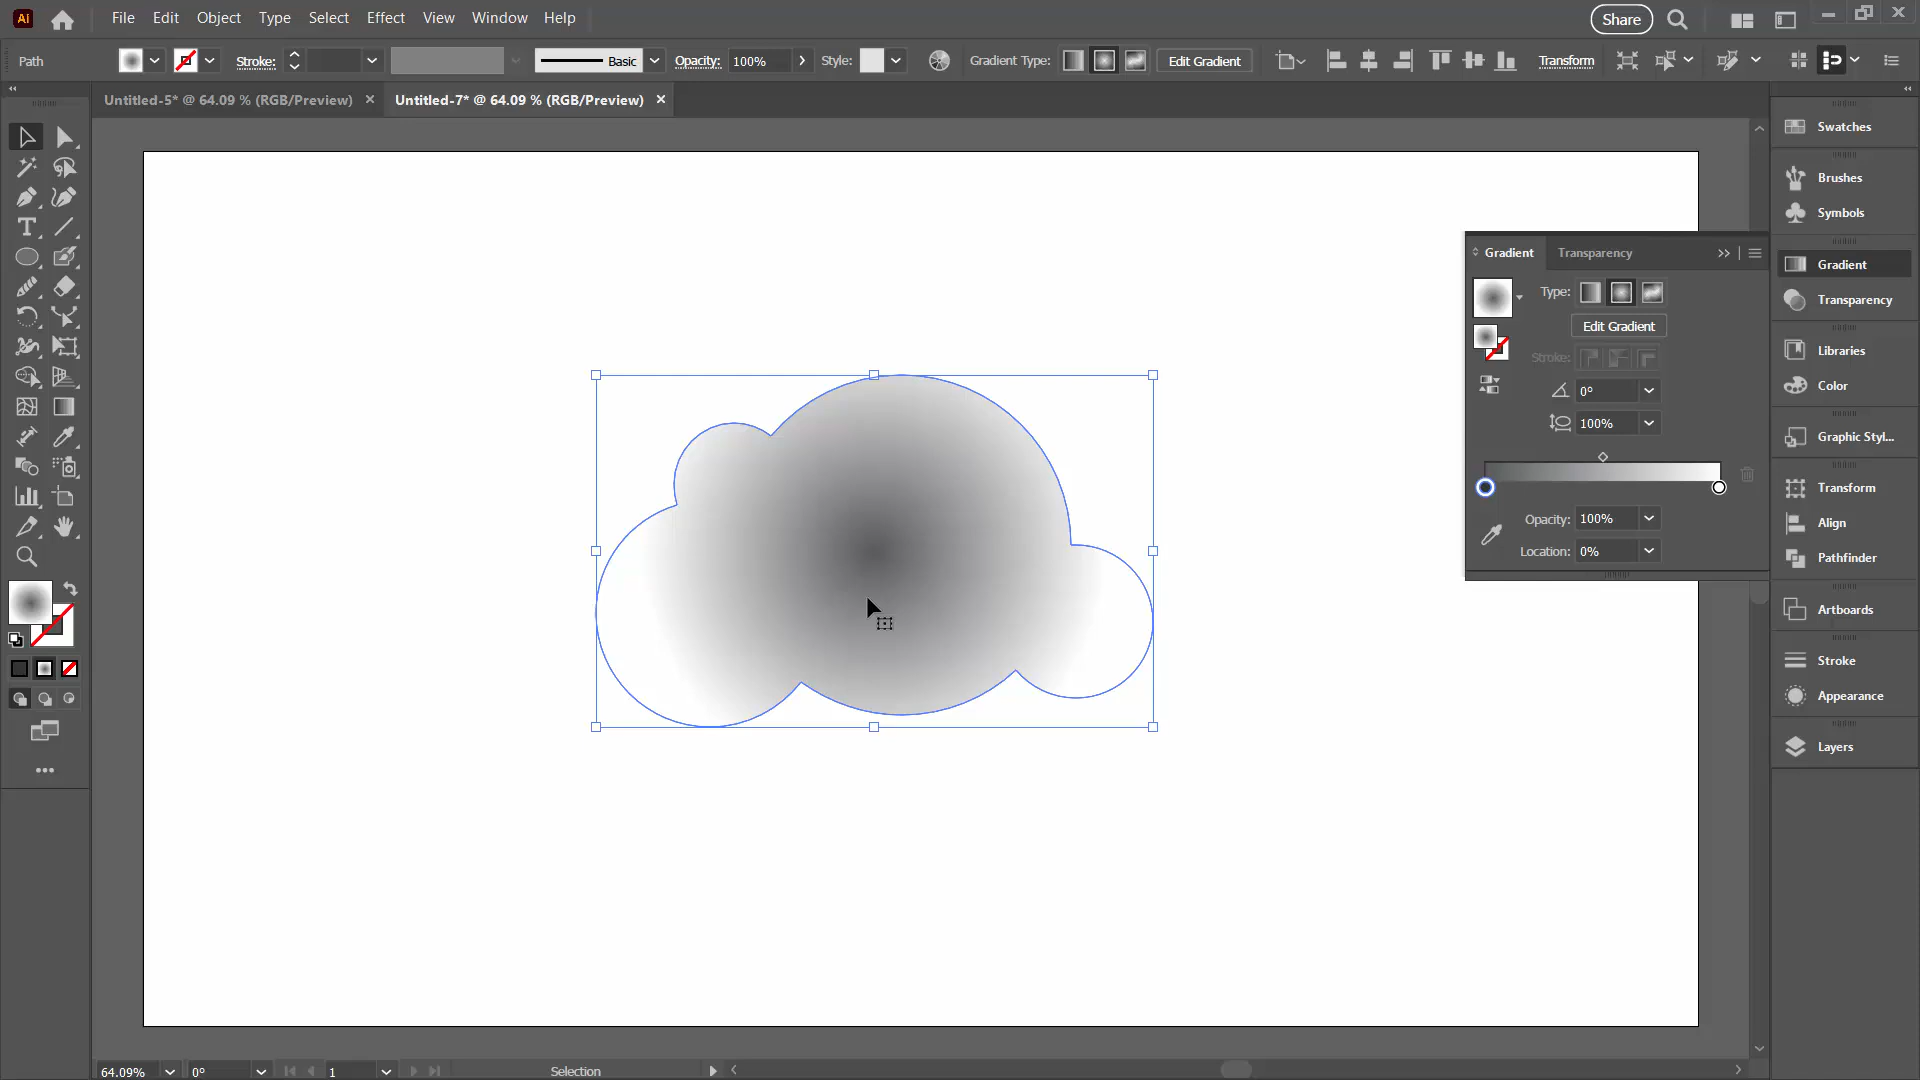 Ai File Edit Object Type Select Effect View Window Help Share
Path Stroke: Basic Opacity: 100% Style: Gradient Type: Edit Gradient Transform
Untitled-5* @ 64.09 % (RGB/Preview) Untitled-7* @ 64.09 % (RGB/Preview)
Swatches
Brushes
Symbols
Gradient
Transparency
Libraries
Color
Graphic Styl...
Transform
Align
Pathfinder
Artboards
Stroke
Appearance
Layers
Gradient Transparency
Type:
Edit Gradient
Stroke:
0°
100%
Opacity: 100%
Location: 0%
T
64.09% 0° 1 Selection